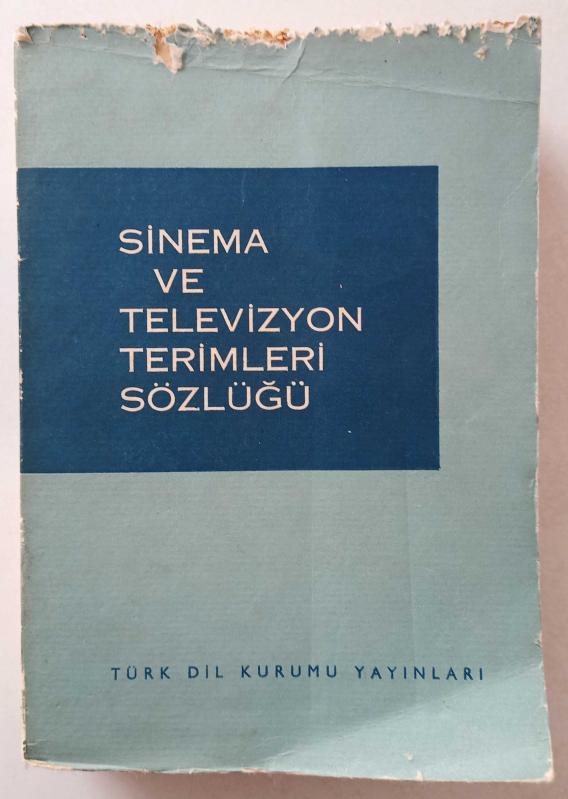 SİNEMA
VE
TELEVİZYON
TERİMLERİ
SÖZLÜĞÜ
TÜRK DİL KURUMU YAYINLARI